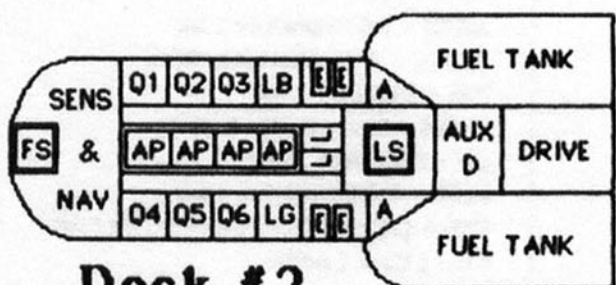 FUEL TANK
SENS
Q1 Q2 Q3 LB E E A
FS & AP AP AP AP LS AUX D DRIVE
NAV
Q4 Q5 Q6 LG E E A
FUEL TANK